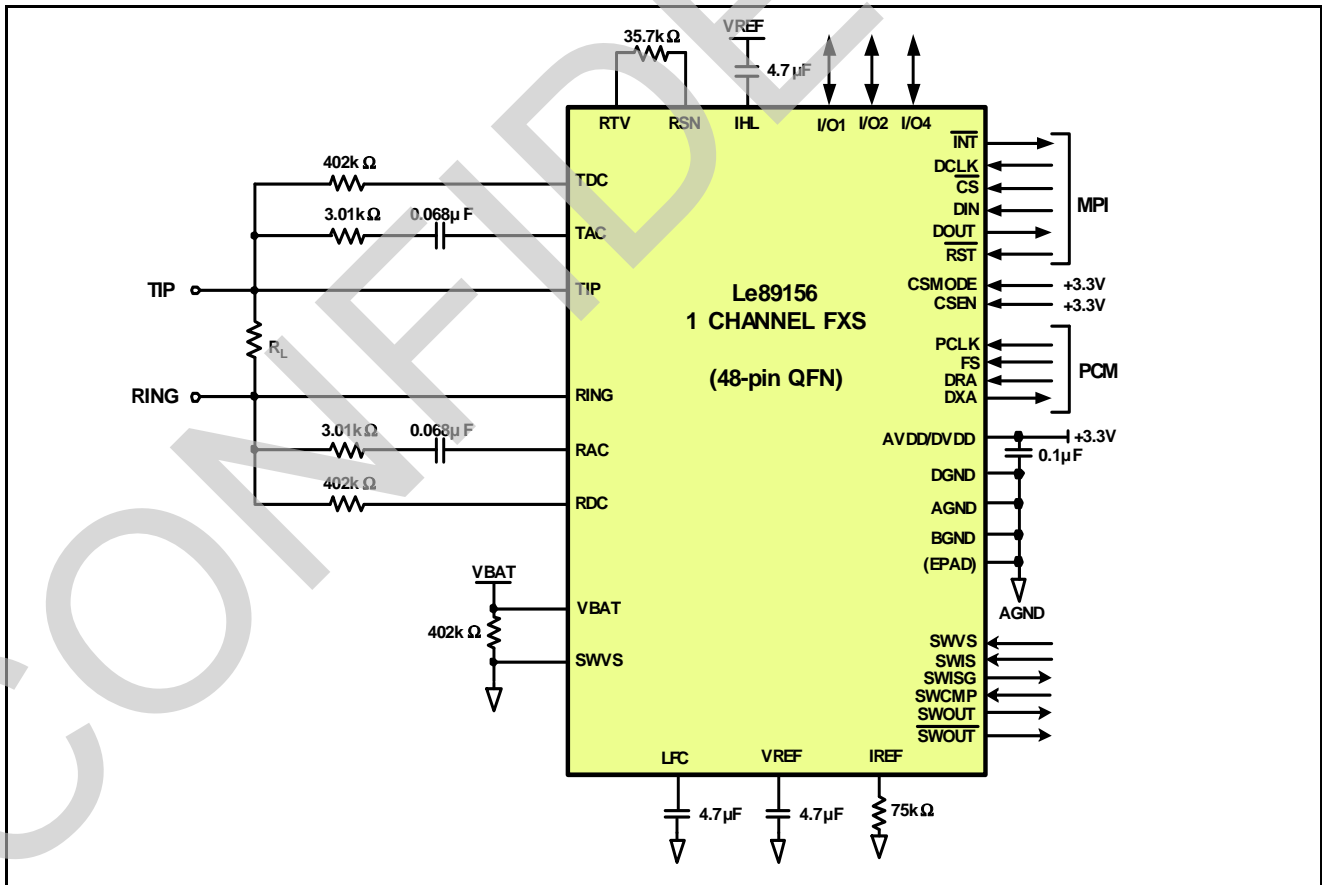 VREF
35.7kΩ
4.7µF
RTV RSN IHL I/O1 I/O2 I/O4
INT
DCLK
CS
DIN
DOUT
RST
MPI
402k Ω
TDC
3.01kΩ 0.068µF
TAC
TIP
TIP
CSMODE +3.3V
CSEN +3.3V
Le89156
1 CHANNEL FXS
(48-pin QFN)
RL
PCLK
FS
DRA
DXA
PCM
RING
RING
3.01kΩ 0.068µF
RAC
402k Ω
RDC
AVDD/DVDD +3.3V
0.1µF
DGND
AGND
BGND
(EPAD)
AGND
VBAT
VBAT
402k Ω
SWVS
SWVS
SWIS
SWISG
SWCMP
SWOUT
SWOUT
LFC VREF IREF
4.7µF 4.7µF 75kΩ